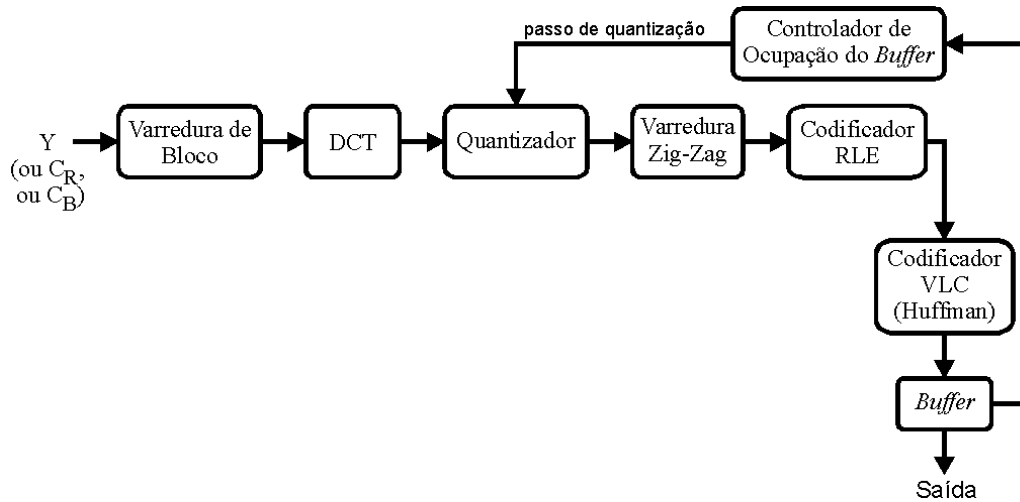 Controlador de
Ocupação do Buffer
passo de quantização
Y
(ou CR,
ou CB)
Varredura de
Bloco
DCT
Quantizador
Varredura
Zig-Zag
Codificador
RLE
Codificador
VLC
(Huffman)
Buffer
Saída